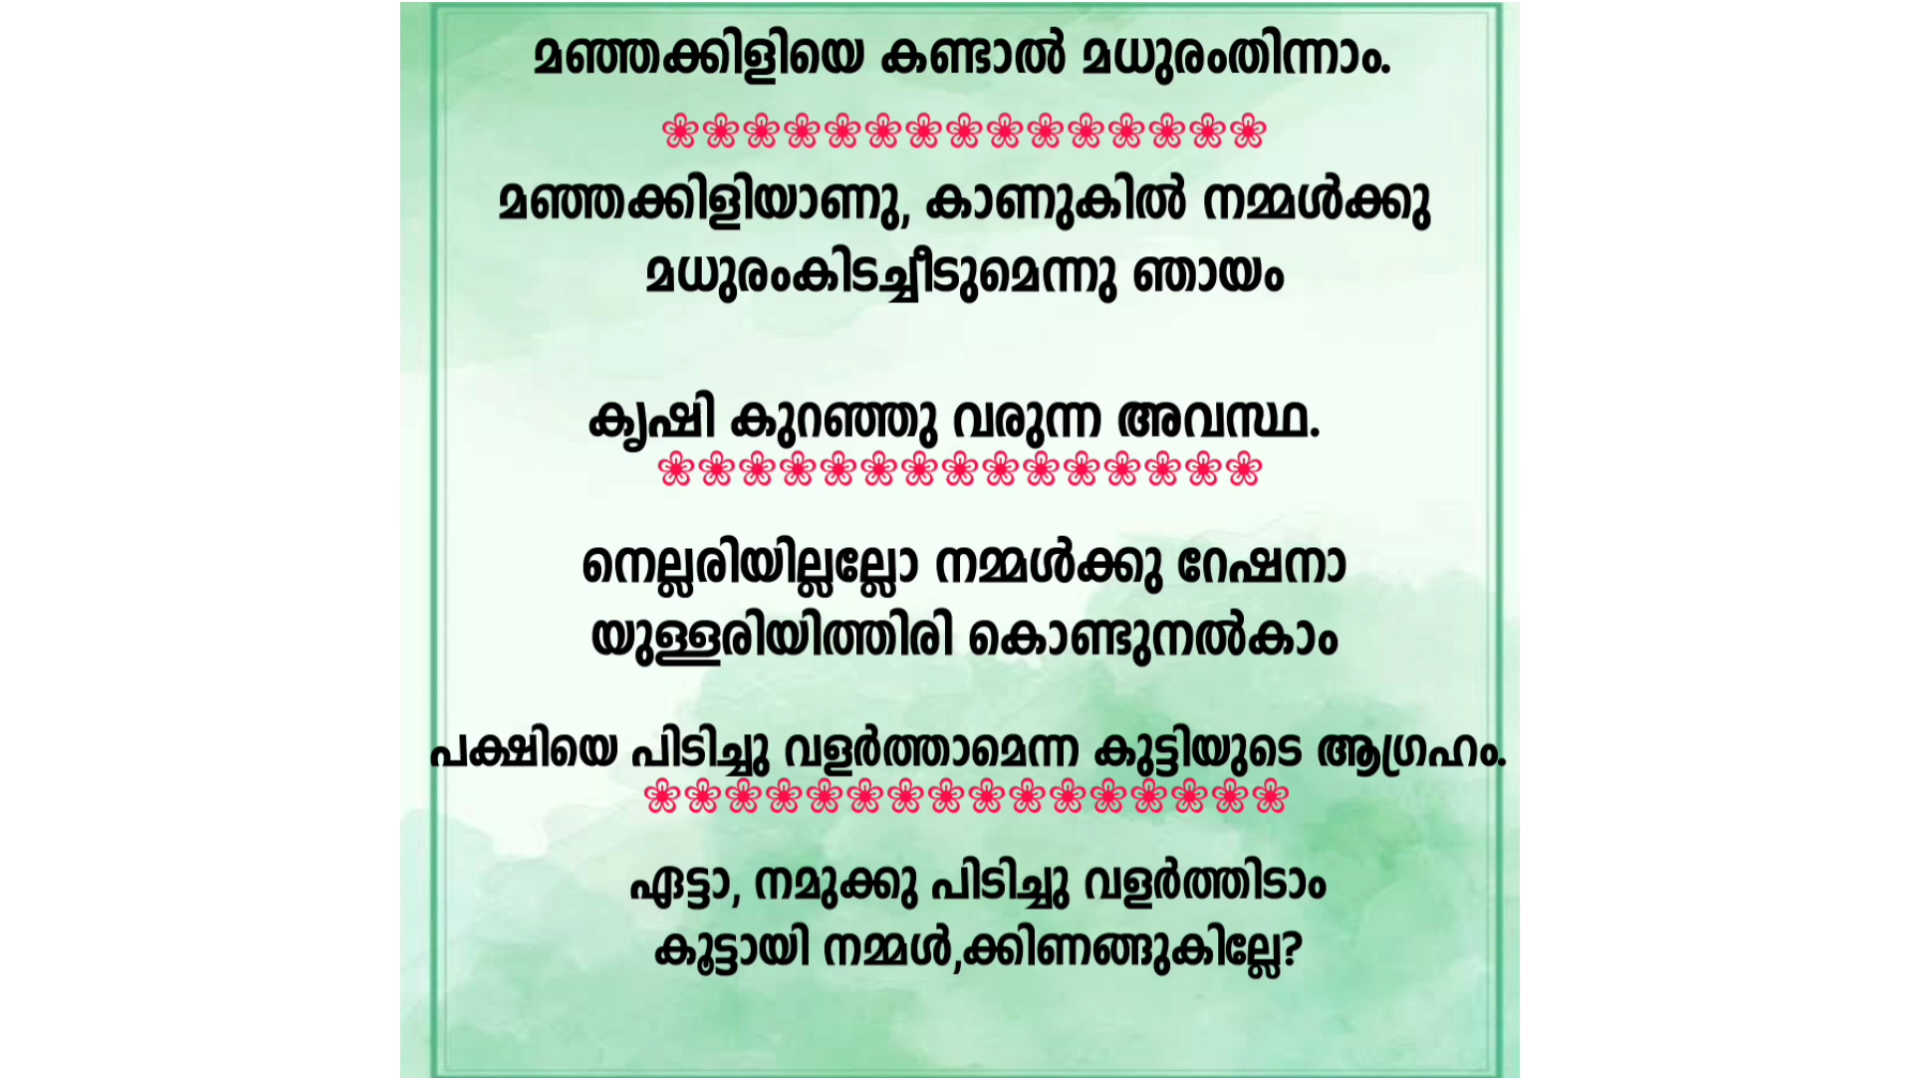 മഞ്ഞക്കിളിയെ കണ്ടാൽ മധുരംതിന്നാം.
❀❀❀❀❀❀❀❀❀❀❀❀❀❀❀
മഞ്ഞക്കിളിയാണു, കാണുകിൽ നമ്മൾക്കു
മധുരംകിടച്ചീടുമെന്നു ഞായം
കൃഷി കുറഞ്ഞു വരുന്ന അവസ്ഥ.
❀❀❀❀❀❀❀❀❀❀❀❀❀❀❀
നെല്ലരിയില്ലല്ലോ നമ്മൾക്കു റേഷനാ
യുള്ളരിയിത്തിരി കൊണ്ടുനൽകാം
പക്ഷിയെ പിടിച്ചു വളർത്താമെന്ന കുട്ടിയുടെ ആഗ്രഹം.
❀❀❀❀❀❀❀❀❀❀❀❀❀❀❀❀
ഏട്ടാ, നമുക്കു പിടിച്ചു വളർത്തിടാം
കൂട്ടായി നമ്മൾ,ക്കിണങ്ങുകില്ലേ?